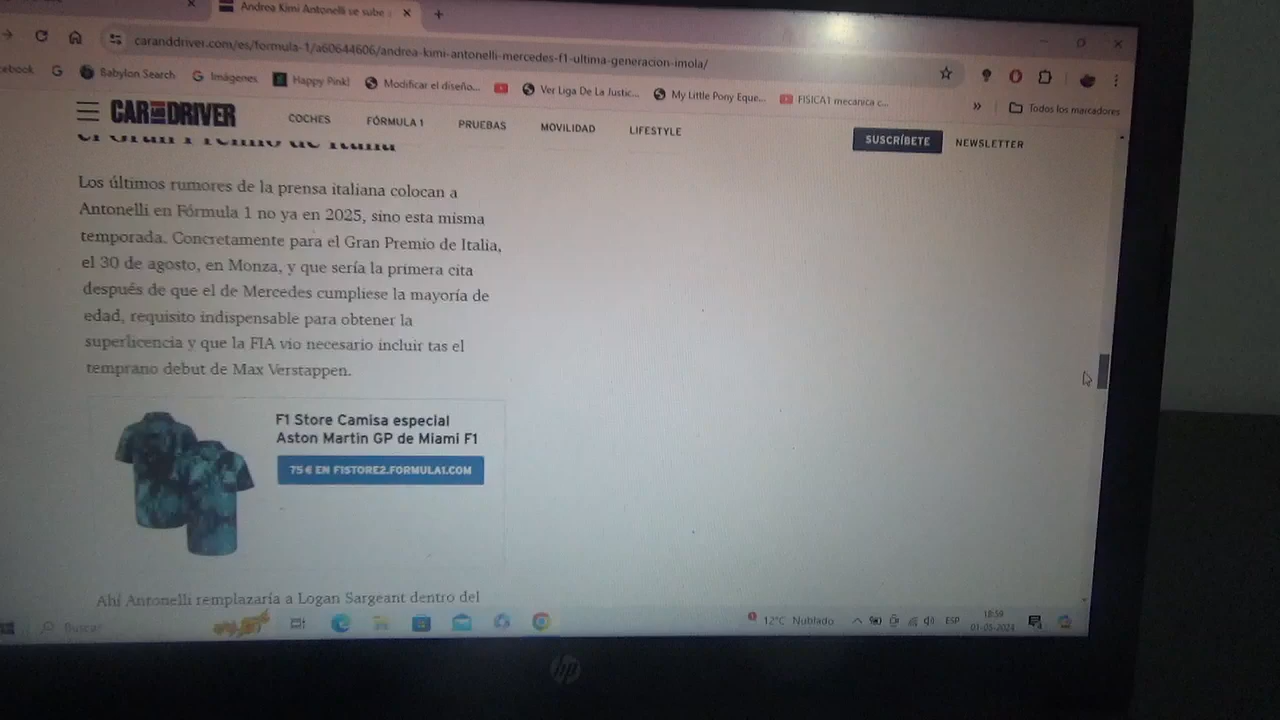 Andrea Kimi Antonelli se sube
caranddriver.com/es/formula-1/a60644606/andrea-kimi-antonelli-mercedes-f1-ultima-generacion-imola/
cebook
Babylon Search
Imágenes
Happy Pink!
Modificar el diseño...
Ver Liga De La Justic...
My Little Pony Eque...
FISICA1 mecanica c...
»
Todos los marcadores
CAR AND DRIVER
COCHES
FÓRMULA 1
PRUEBAS
MOVILIDAD
LIFESTYLE
SUSCRÍBETE
NEWSLETTER
el Gran Premio de Italia
Los últimos rumores de la prensa italiana colocan a
Antonelli en Fórmula 1 no ya en 2025, sino esta misma
temporada. Concretamente para el Gran Premio de Italia,
el 30 de agosto, en Monza, y que sería la primera cita
después de que el de Mercedes cumpliese la mayoría de
edad, requisito indispensable para obtener la
superlicencia y que la FIA vio necesario incluir tas el
temprano debut de Max Verstappen.
F1 Store Camisa especial
Aston Martin GP de Miami F1
75 € EN F1STORE2.FORMULA1.COM
Ahí Antonelli remplazaría a Logan Sargeant dentro del
Buscar
12°C Nublado
ESP
18:59
01-05-2024
hp